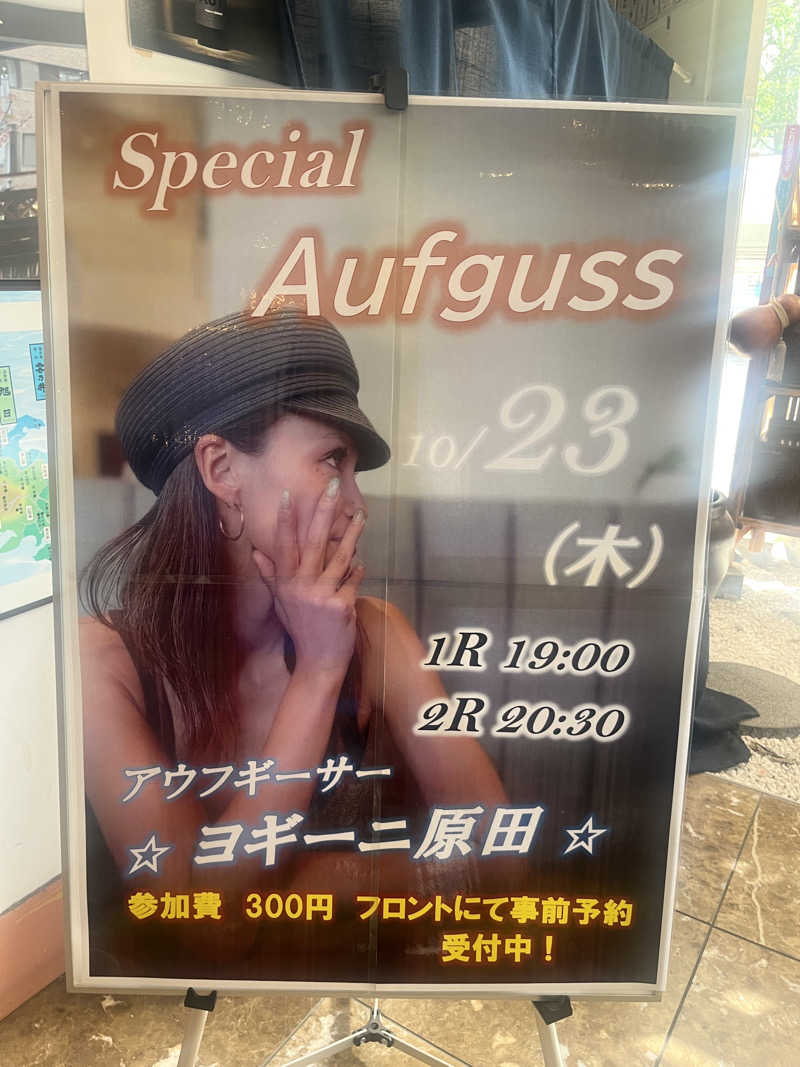 Special
Aufguss
10/23
(木)
1R 19:00
2R 20:30
アウフギーサー
☆ ヨギーニ原田 ☆
参加費 300円 フロントにて事前予約
受付中！